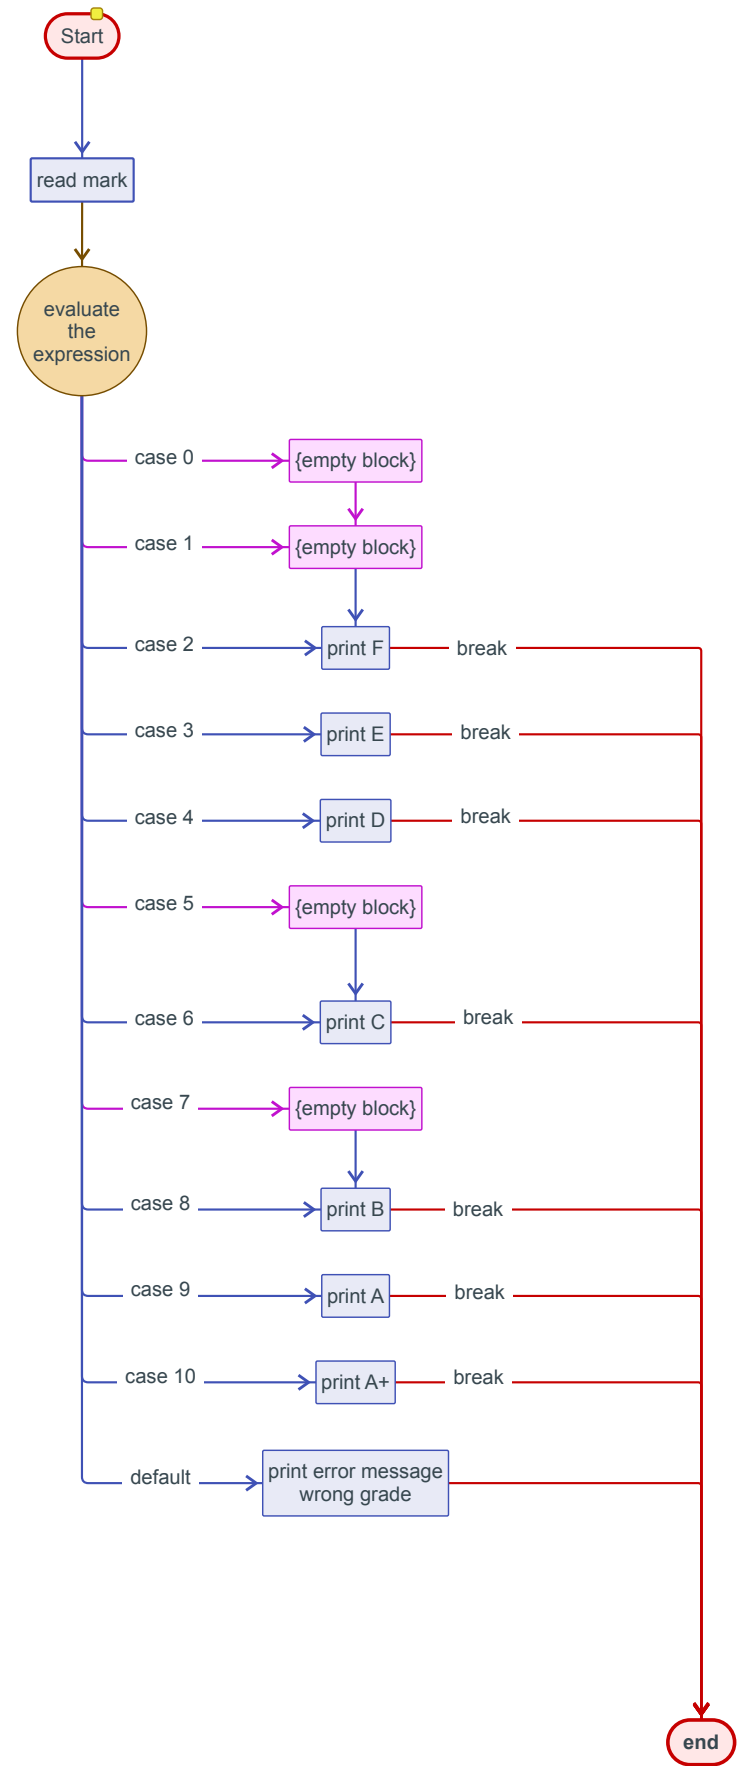 Start
read mark
evaluate
the
expression
case 0
{empty block}
case 1
{empty block}
case 2
print F
break
case 3
print E
break
case 4
print D
break
case 5
{empty block}
case 6
print C
break
case 7
{empty block}
case 8
print B
break
case 9
print A
break
case 10
print A+
break
default
print error message
wrong grade
end